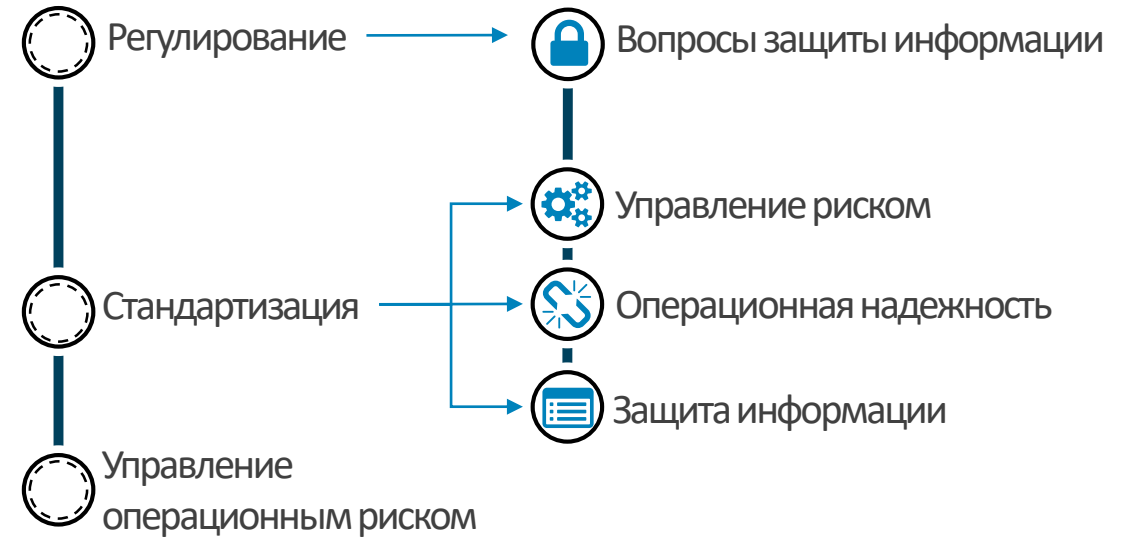 Регулирование
Вопросы защиты информации
Управление риском
Стандартизация
Операционная надежность
Защита информации
Управление
операционным риском